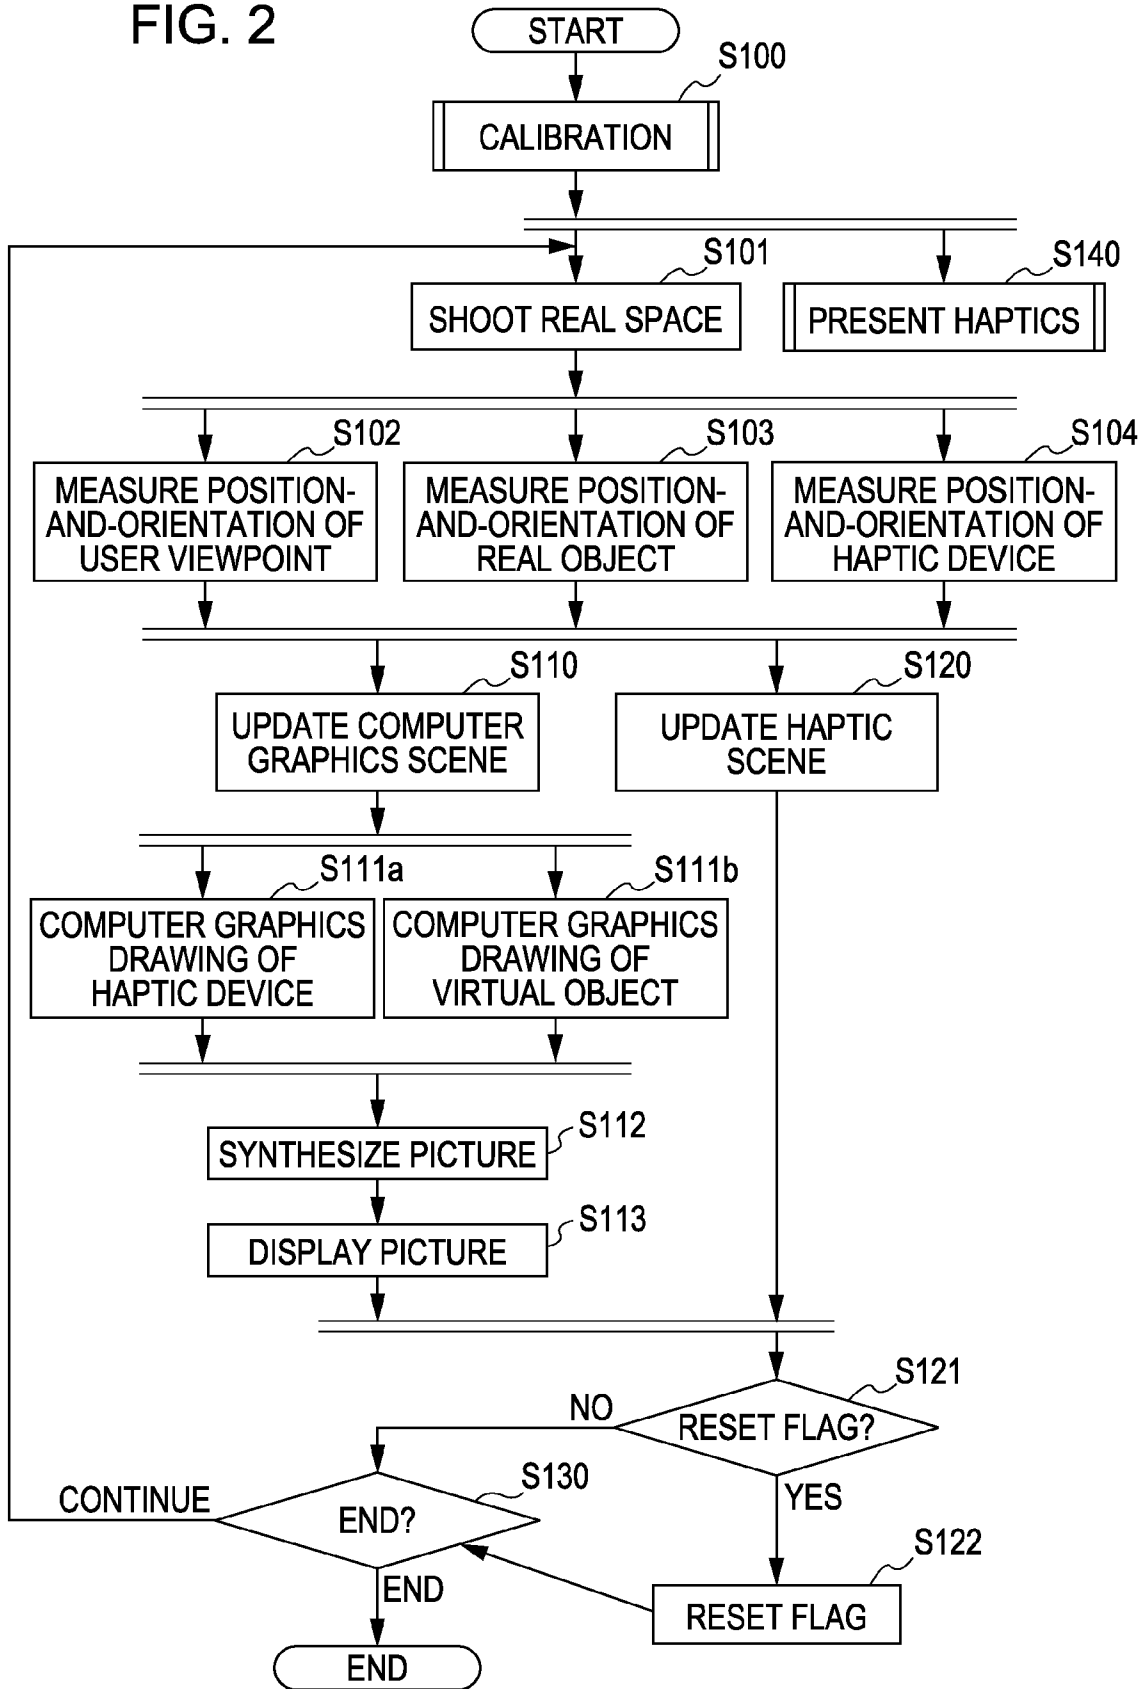 FIG. 2
START
S100
CALIBRATION
S101
S140
SHOOT REAL SPACE
PRESENT HAPTICS
S102
S103
S104
MEASURE POSITION-
AND-ORIENTATION OF
USER VIEWPOINT
MEASURE POSITION-
AND-ORIENTATION OF
REAL OBJECT
MEASURE POSITION-
AND-ORIENTATION OF
HAPTIC DEVICE
S110
S120
UPDATE COMPUTER
GRAPHICS SCENE
UPDATE HAPTIC
SCENE
S111a
S111b
COMPUTER GRAPHICS
DRAWING OF
HAPTIC DEVICE
COMPUTER GRAPHICS
DRAWING OF
VIRTUAL OBJECT
S112
SYNTHESIZE PICTURE
S113
DISPLAY PICTURE
S121
NO
RESET FLAG?
S130
CONTINUE
END?
YES
S122
END
RESET FLAG
END